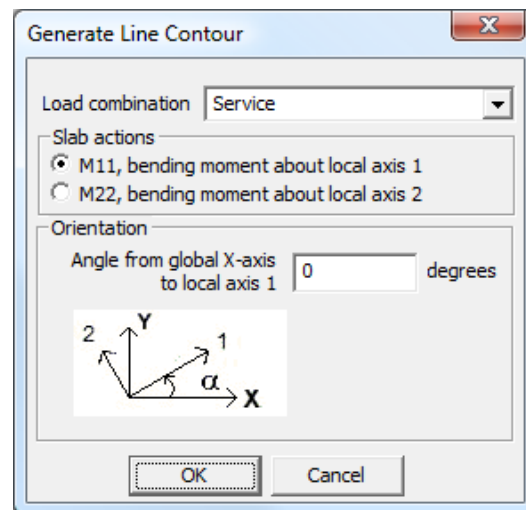 Generate Line Contour
Load combination Service
Slab actions
M11, bending moment about local axis 1
M22, bending moment about local axis 2
Orientation
Angle from global X-axis
to local axis 1
0 degrees
2 Y 1
α X
OK Cancel